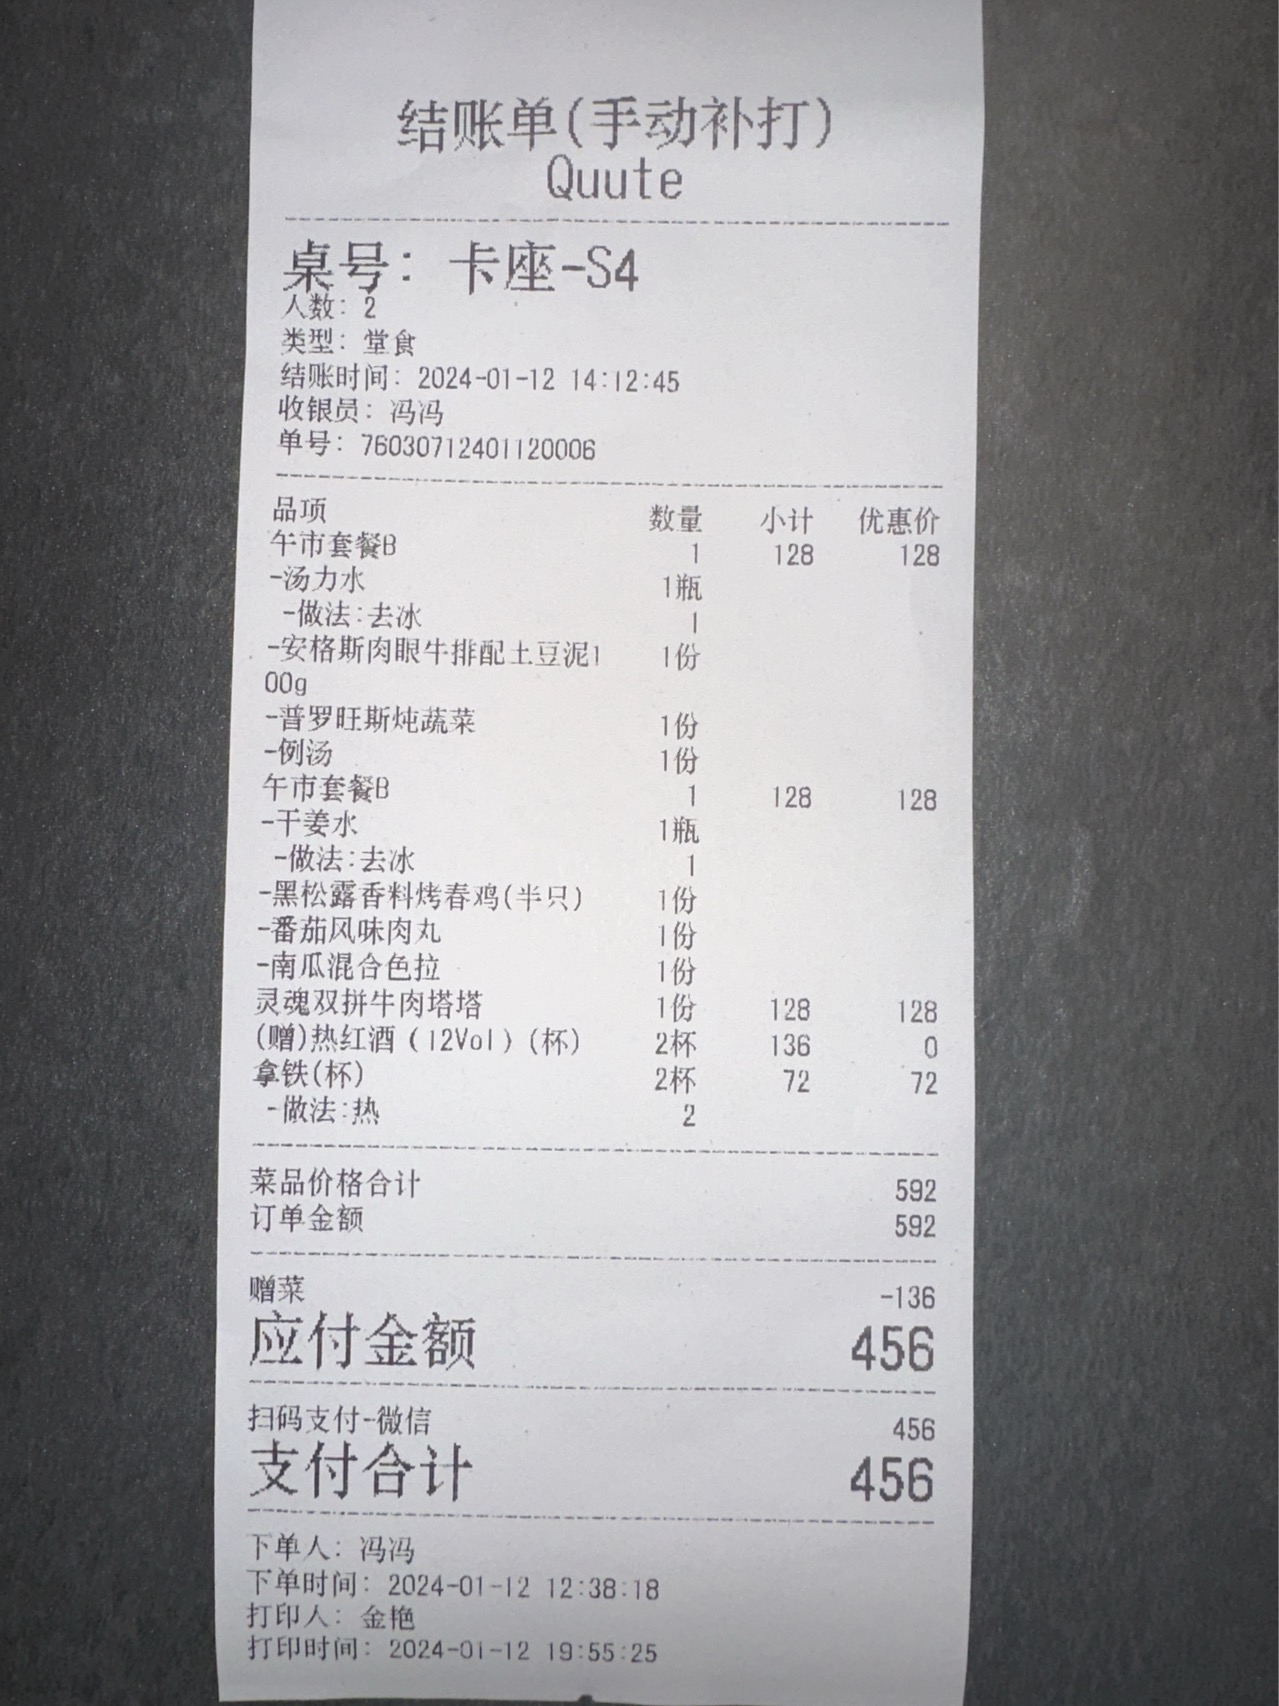 结账单(手动补打)
Quute
桌号: 卡座-S4
人数: 2
类型: 堂食
结账时间: 2024-01-12 14:12:45
收银员: 冯冯
单号: 76030712401120006
品项 数量 小计 优惠价
午市套餐B 1 128 128
-汤力水 1瓶
-做法:去冰 1
-安格斯肉眼牛排配土豆泥1 1份
00g
-普罗旺斯炖蔬菜 1份
-例汤 1份
午市套餐B 1 128 128
-干姜水 1瓶
-做法:去冰 1
-黑松露香料烤春鸡(半只) 1份
-番茄风味肉丸 1份
-南瓜混合色拉 1份
灵魂双拼牛肉塔塔 1份 128 128
(赠)热红酒（12Vol）(杯) 2杯 136 0
拿铁(杯) 2杯 72 72
-做法:热 2
菜品价格合计 592
订单金额 592
赠菜 -136
应付金额 456
扫码支付-微信 456
支付合计 456
下单人: 冯冯
下单时间: 2024-01-12 12:38:18
打印人: 金艳
打印时间: 2024-01-12 19:55:25